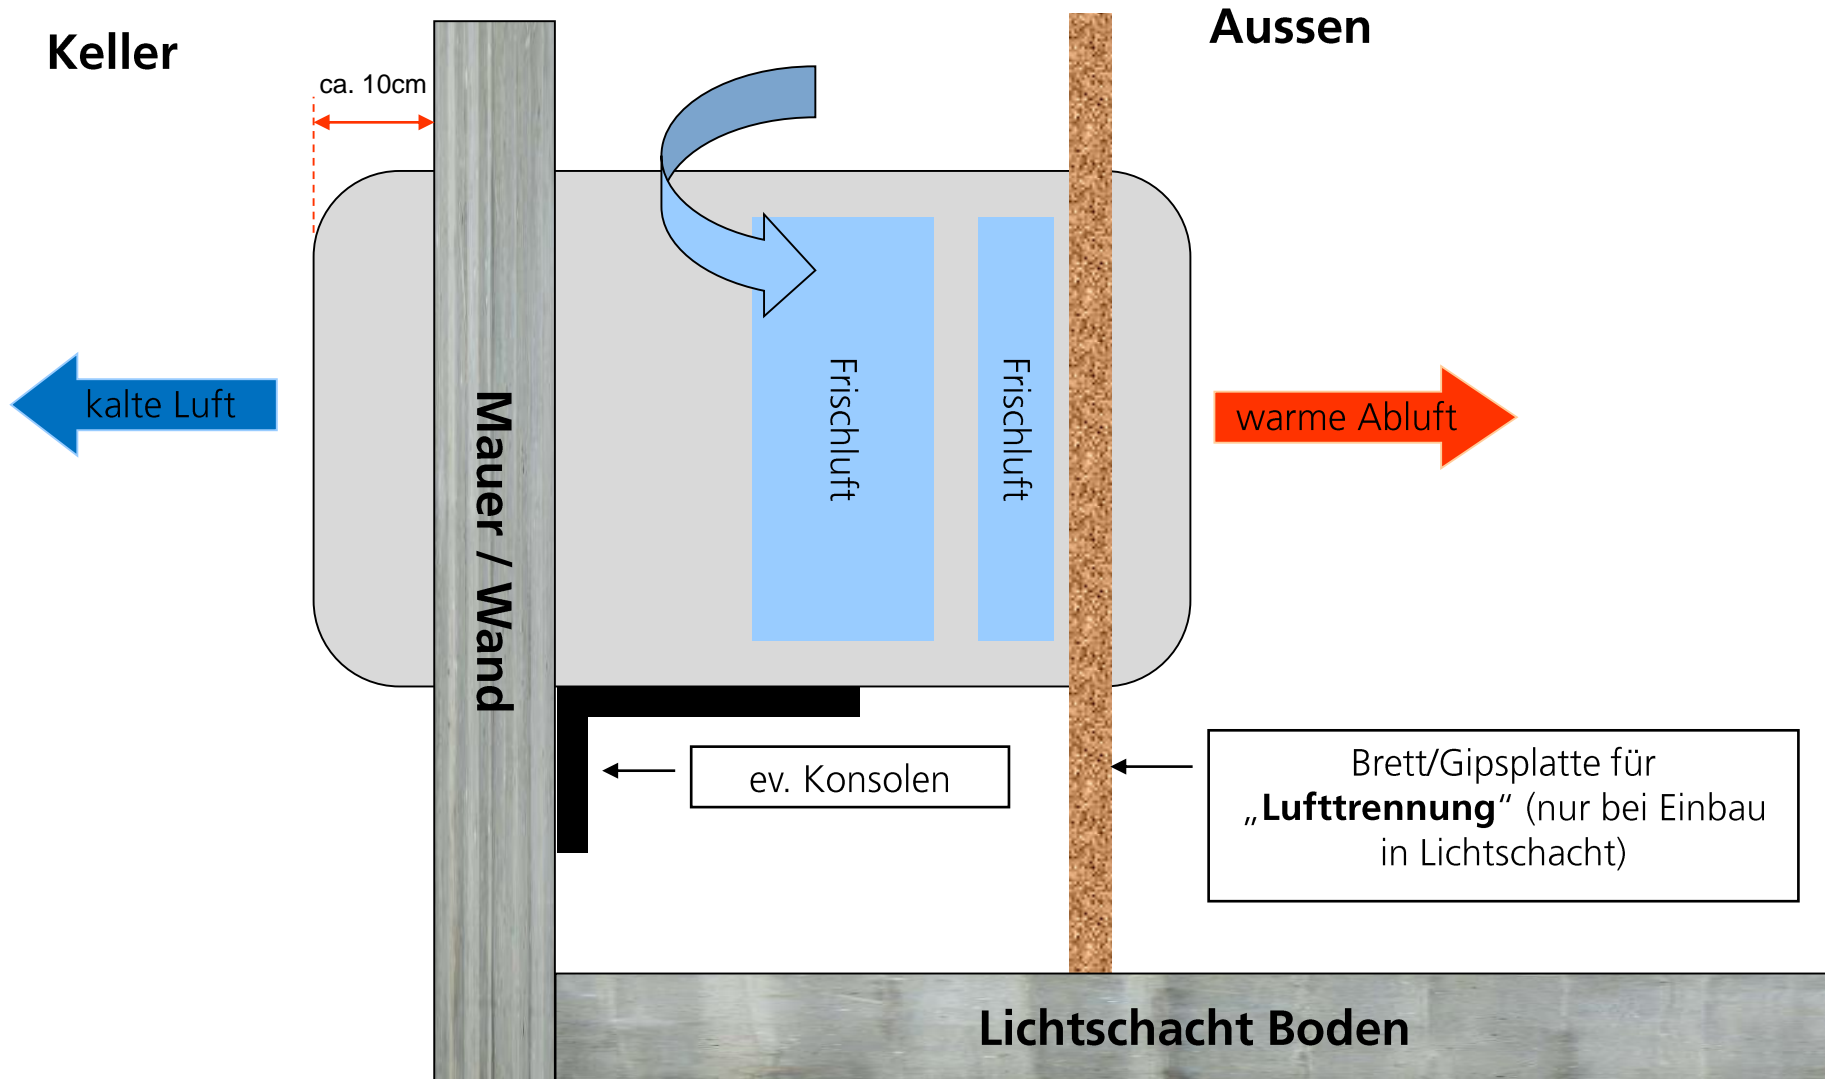 Keller
Aussen
ca. 10cm
kalte Luft
Mauer / Wand
Frischluft
Frischluft
warme Abluft
ev. Konsolen
Brett/Gipsplatte für
„Lufttrennung“ (nur bei Einbau
in Lichtschacht)
Lichtschacht Boden